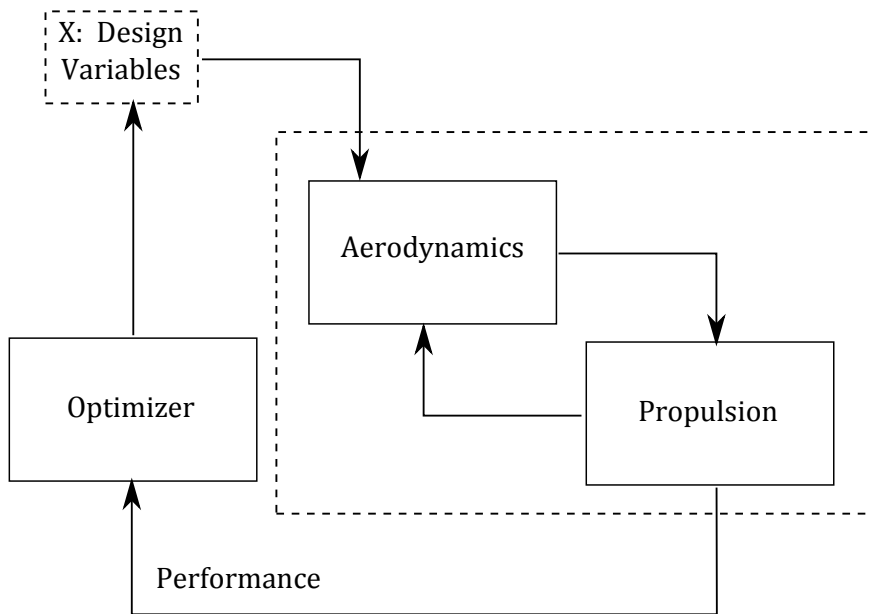 X: Design
Variables
Aerodynamics
Optimizer
Propulsion
Performance